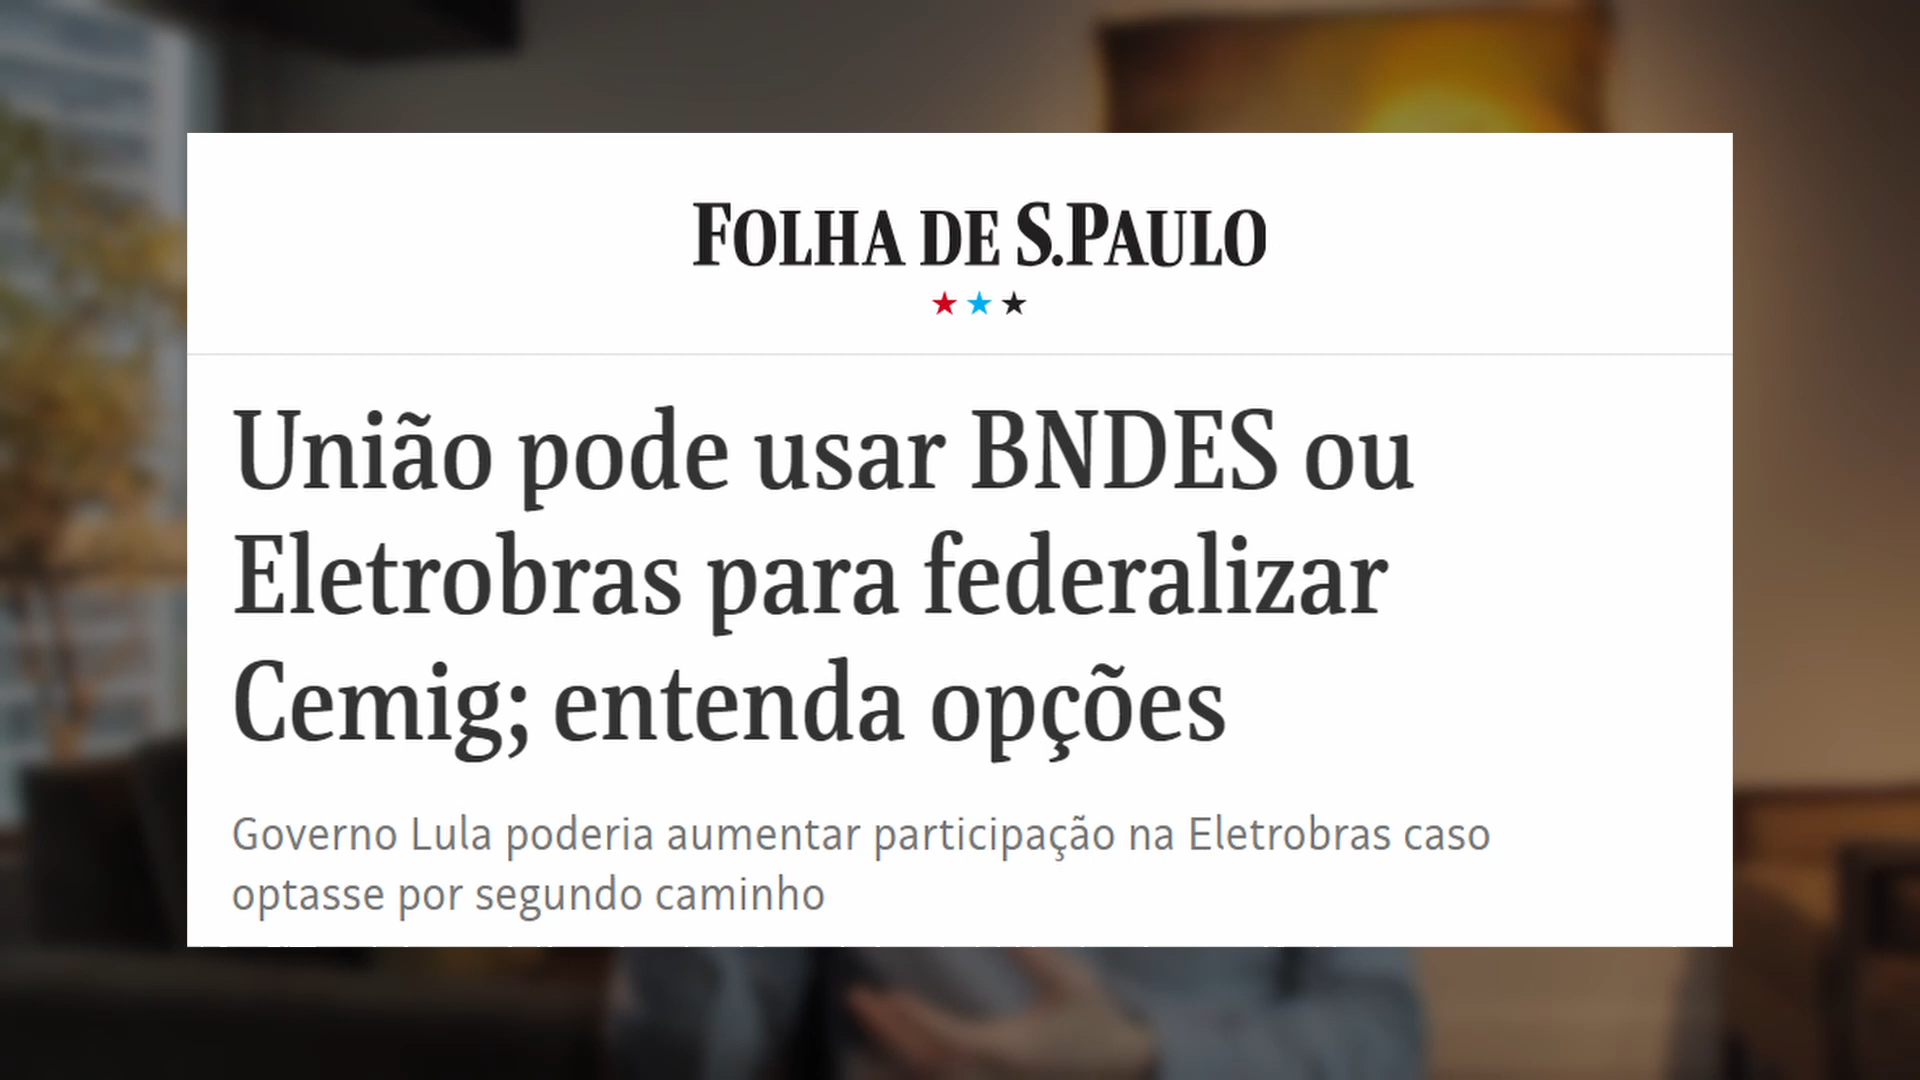 FOLHA DE S.PAULO
União pode usar BNDES ou
Eletrobras para federalizar
Cemig; entenda opções
Governo Lula poderia aumentar participação na Eletrobras caso
optasse por segundo caminho